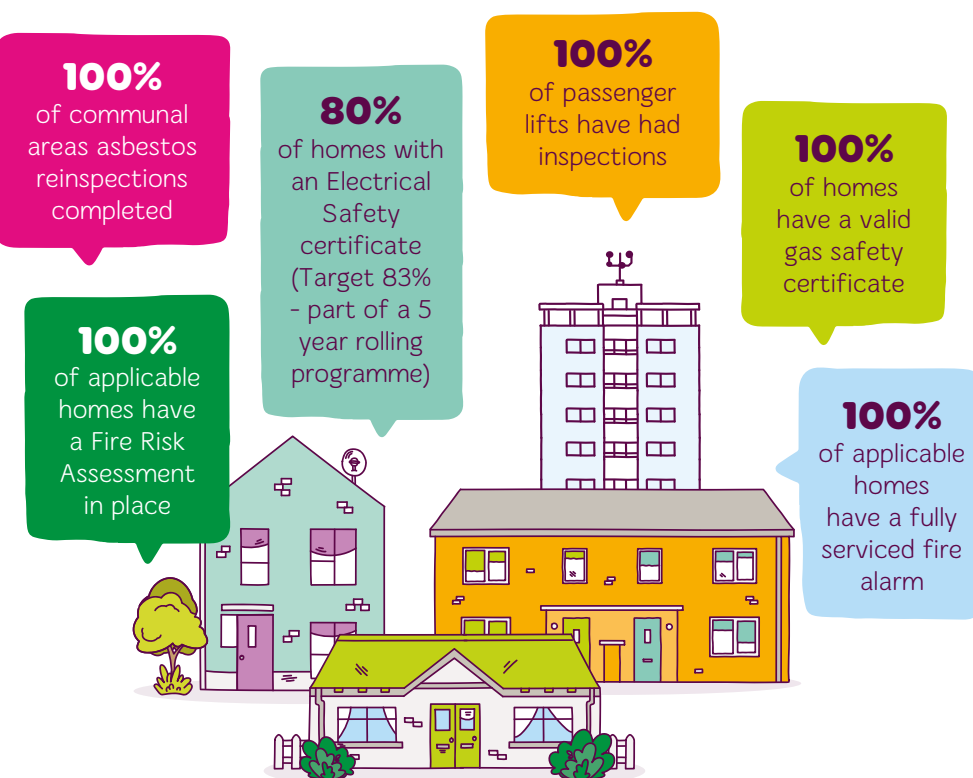 100%
of communal
areas asbestos
reinspections
completed
80%
of homes with
an Electrical
Safety
certificate
(Target 83%
- part of a 5
year rolling
programme)
100%
of passenger
lifts have had
inspections
100%
of homes
have a valid
gas safety
certificate
100%
of applicable
homes have
a Fire Risk
Assessment
in place
100%
of applicable
homes
have a fully
serviced fire
alarm